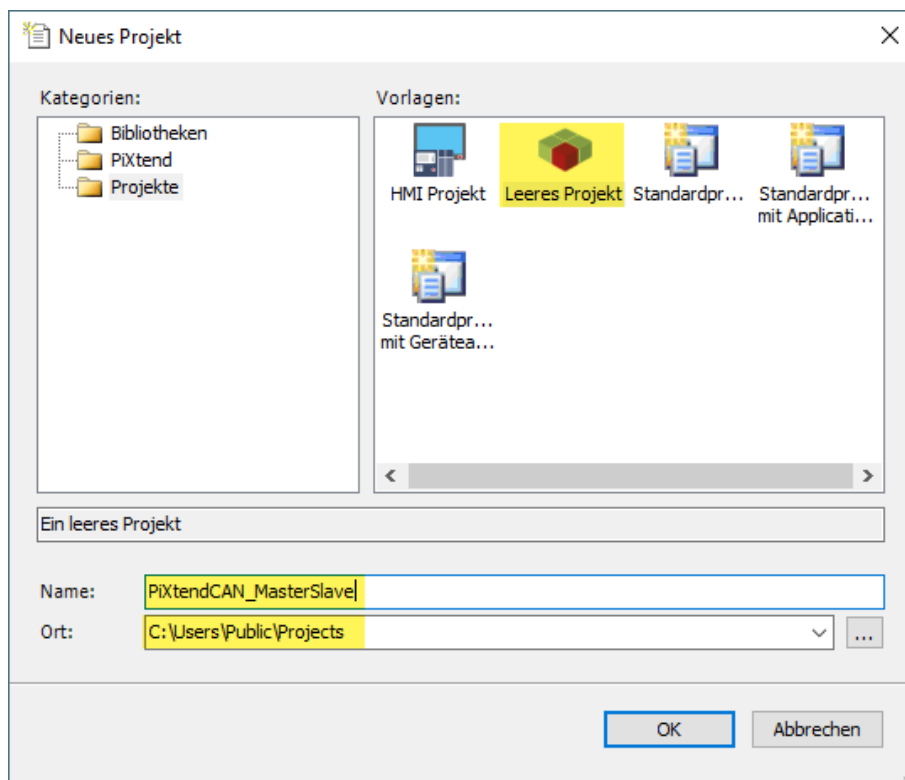 Neues Projekt
Kategorien:
Bibliotheken
PiXtend
Projekte
Vorlagen:
HMI Projekt
Leeres Projekt
Standardpr...
Standardpr...
mit Applicati...
Standardpr...
mit Gerätea...
Ein leeres Projekt
Name: PiXtendCAN_MasterSlave
Ort: C:\Users\Public\Projects
...
OK
Abbrechen